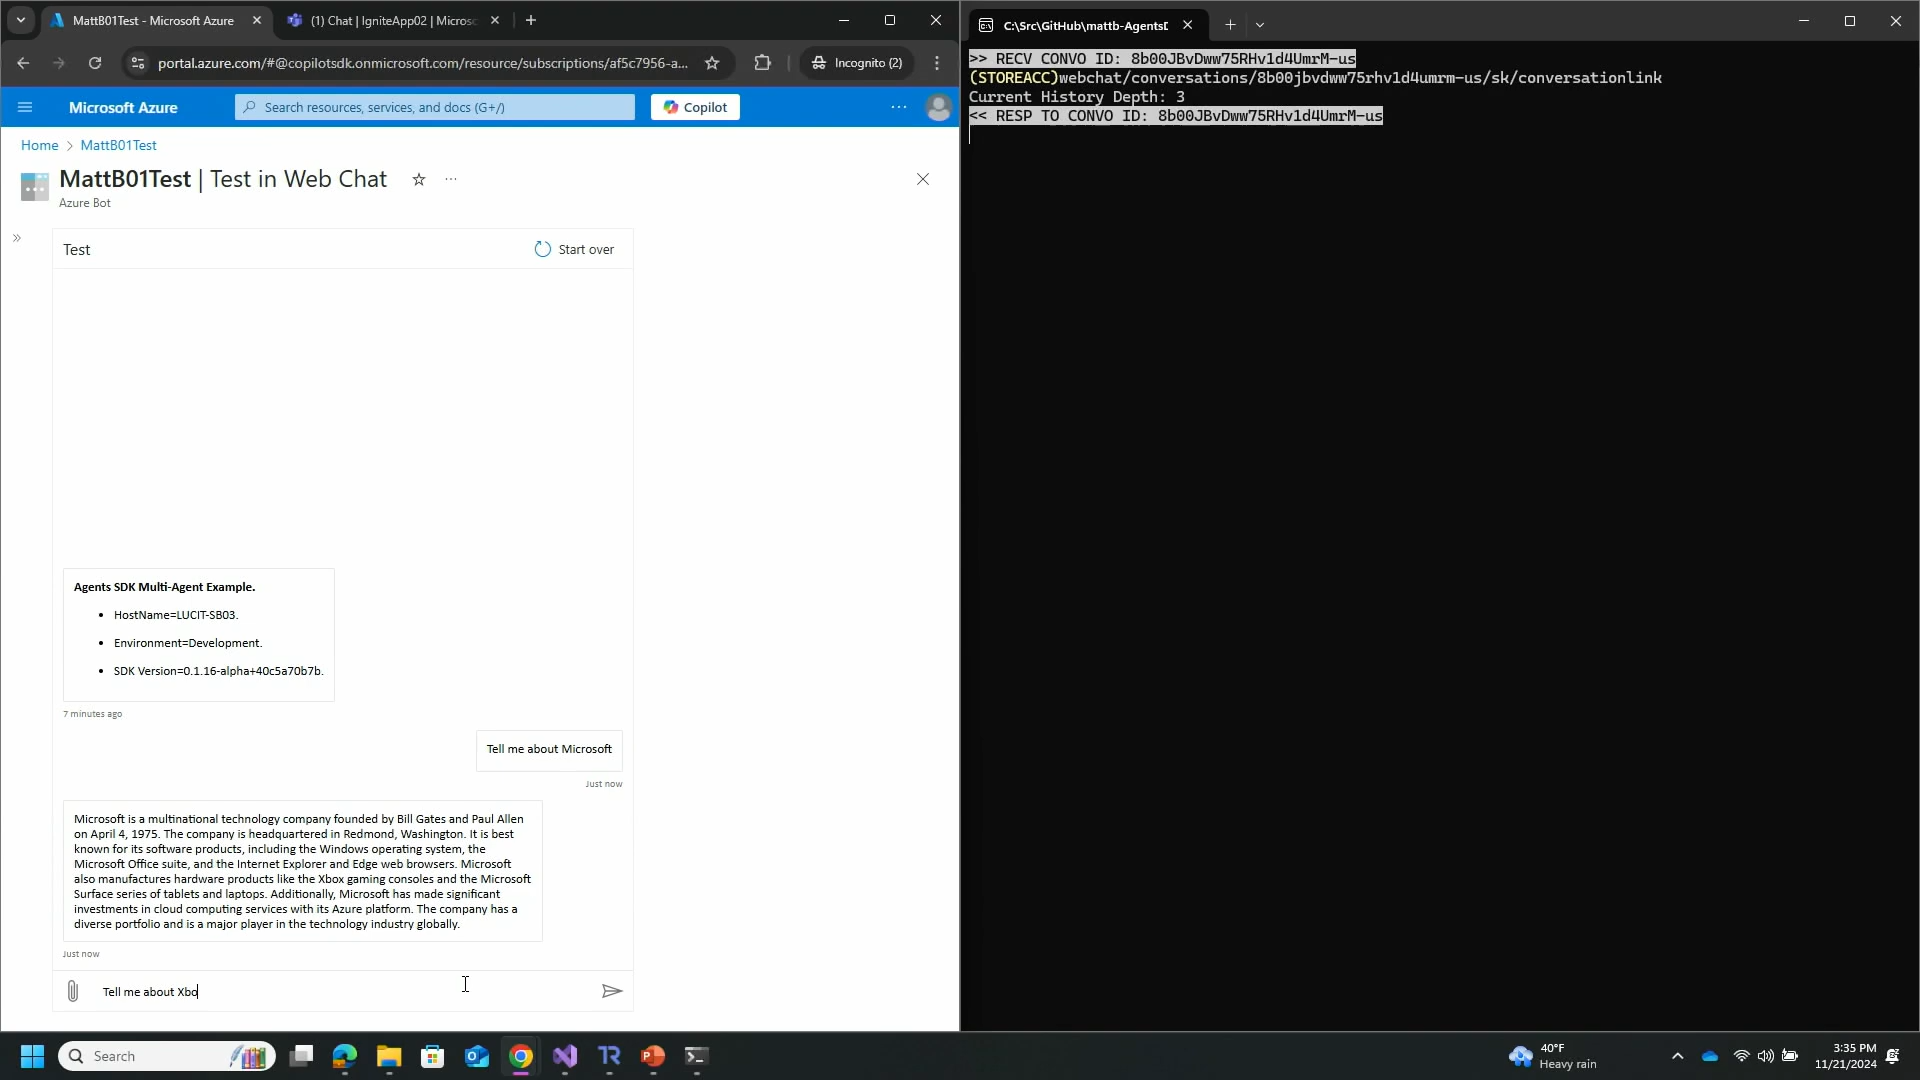 MattB01Test - Microsoft Azure
(1) Chat | IgniteApp02 | Microsc
portal.azure.com/#@copilotsdk.onmicrosoft.com/resource/subscriptions/af5c7956-a...
Incognito (2)
Microsoft Azure
Search resources, services, and docs (G+/)
Copilot
Home > MattB01Test
MattB01Test | Test in Web Chat
Azure Bot
Test
Start over
Agents SDK Multi-Agent Example.
• HostName=LUCIT-SB03.
• Environment=Development.
• SDK Version=0.1.16-alpha+40c5a70b7b.
7 minutes ago
Tell me about Microsoft
Just now
Microsoft is a multinational technology company founded by Bill Gates and Paul Allen
on April 4, 1975. The company is headquartered in Redmond, Washington. It is best
known for its software products, including the Windows operating system, the
Microsoft Office suite, and the Internet Explorer and Edge web browsers. Microsoft
also manufactures hardware products like the Xbox gaming consoles and the Microsoft
Surface series of tablets and laptops. Additionally, Microsoft has made significant
investments in cloud computing services with its Azure platform. The company has a
diverse portfolio and is a major player in the technology industry globally.
Just now
Tell me about Xbo
C:\Src\GitHub\mattb-AgentsD
>> RECV CONVO ID: 8b00JBvDww75RHv1d4UmrM-us
(STOREACC)webchat/conversations/8b00jbvdww75rhv1d4umrm-us/sk/conversationlink
Current History Depth: 3
<< RESP TO CONVO ID: 8b00JBvDww75RHv1d4UmrM-us
Search
40°F
Heavy rain
3:35 PM
11/21/2024